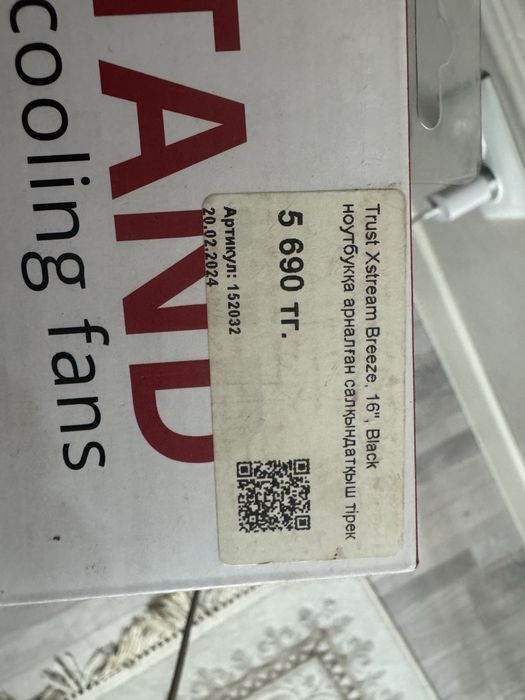 TAND
cooling fans
Trust Xstream Breeze, 16", Black
ноутбукқа арналған салқындатқыш тірек
5 690 тг.
Артикул: 152032
20.02.2024